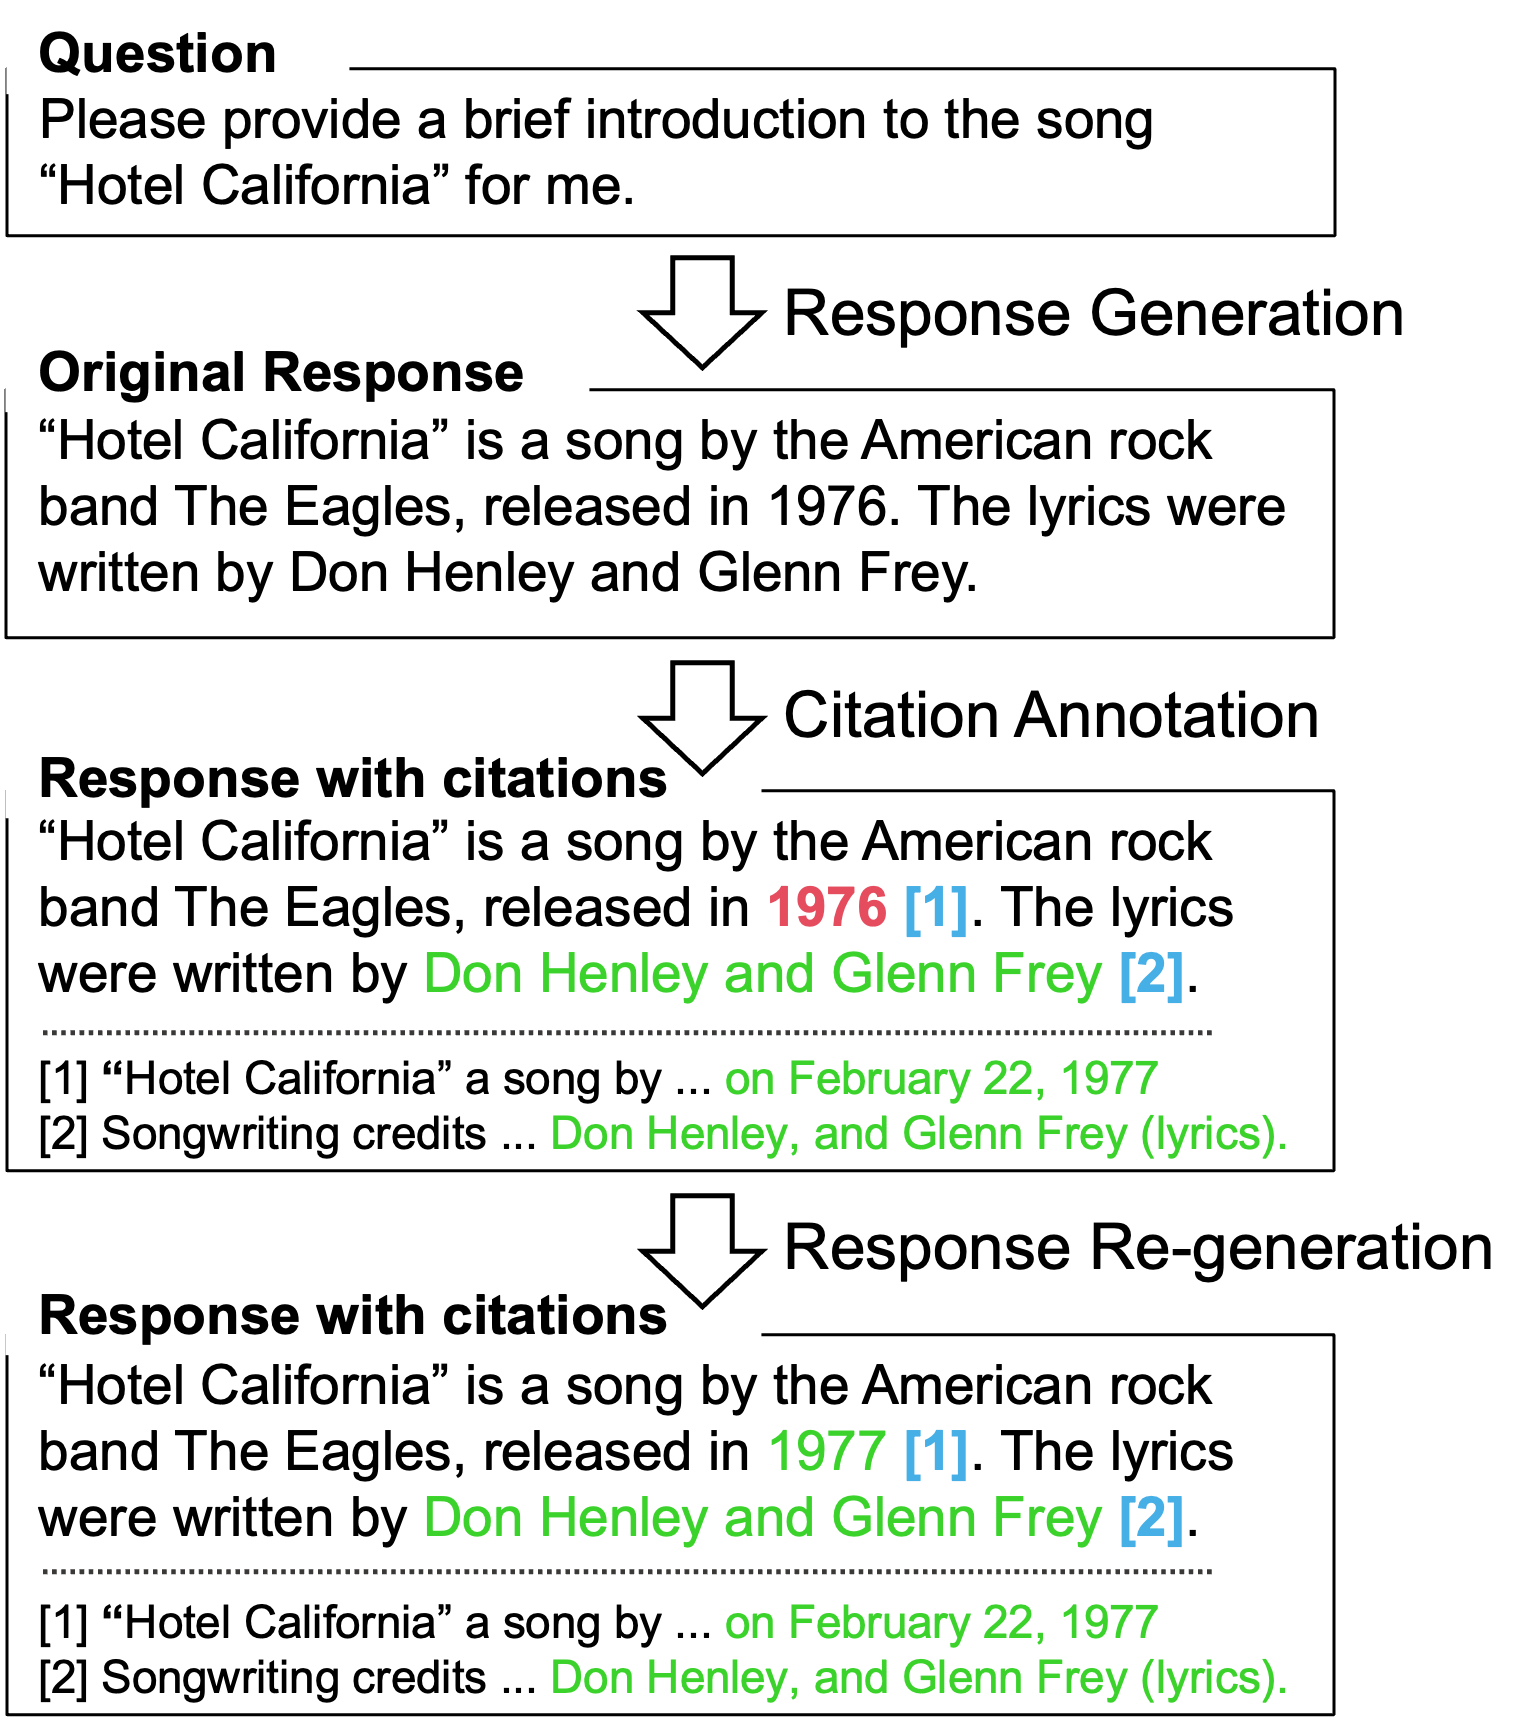 Question
Please provide a brief introduction to the song
“Hotel California” for me.
Response Generation
Original Response
“Hotel California” is a song by the American rock
band The Eagles, released in 1976. The lyrics were
written by Don Henley and Glenn Frey.
Citation Annotation
Response with citations
“Hotel California” is a song by the American rock
band The Eagles, released in 1976 [1]. The lyrics
were written by Don Henley and Glenn Frey [2].
[1] “Hotel California” a song by ... on February 22, 1977
[2] Songwriting credits ... Don Henley, and Glenn Frey (lyrics).
Response Re-generation
Response with citations
“Hotel California” is a song by the American rock
band The Eagles, released in 1977 [1]. The lyrics
were written by Don Henley and Glenn Frey [2].
[1] “Hotel California” a song by ... on February 22, 1977
[2] Songwriting credits ... Don Henley, and Glenn Frey (lyrics).